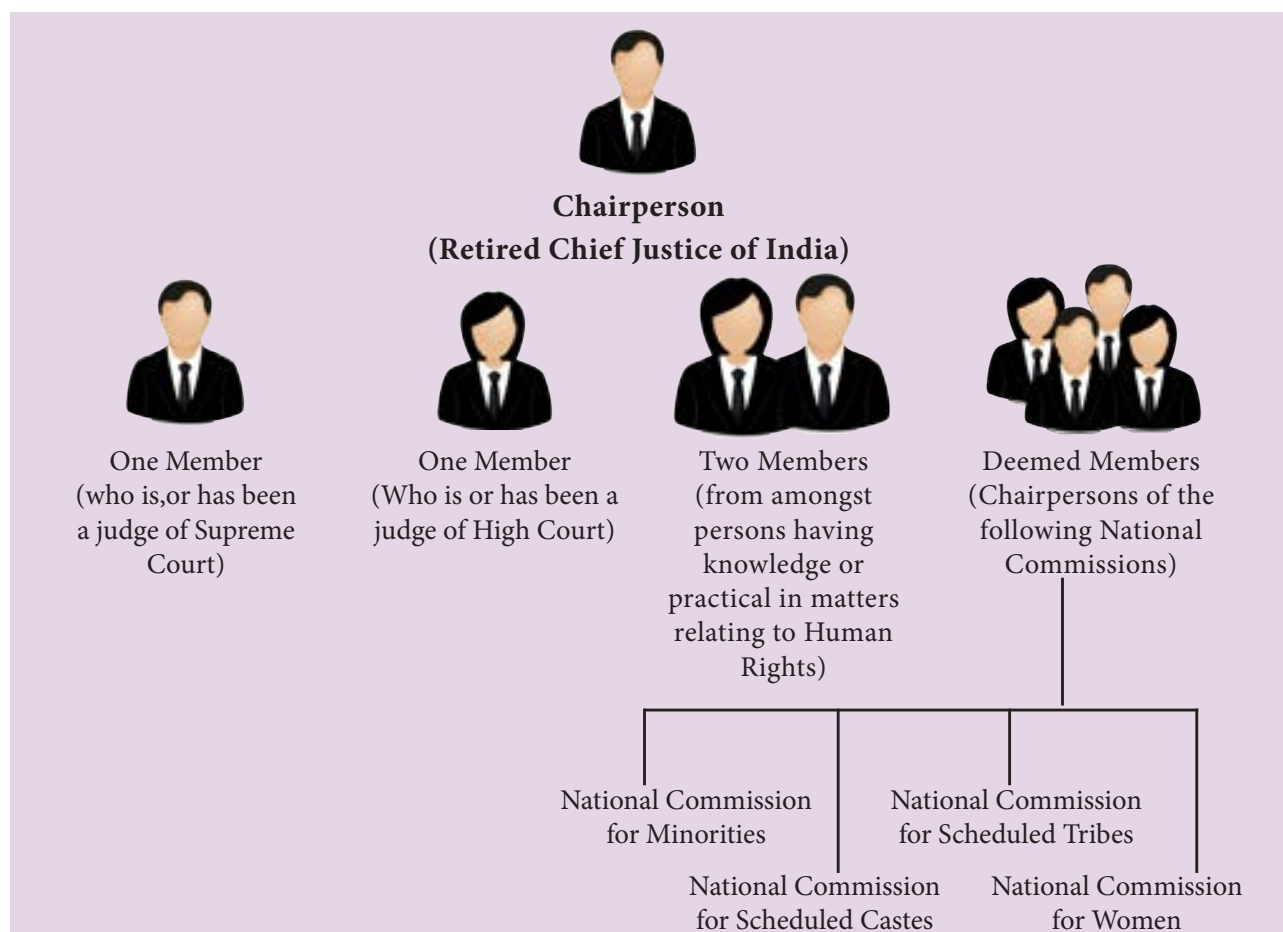 Chairperson
(Retired Chief Justice of India)
One Member
(who is,or has been
a judge of Supreme
Court)
One Member
(Who is or has been a
judge of High Court)
Two Members
(from amongst
persons having
knowledge or
practical in matters
relating to Human
Rights)
Deemed Members
(Chairpersons of the
following National
Commissions)
National Commission
for Minorities
National Commission
for Scheduled Castes
National Commission
for Scheduled Tribes
National Commission
for Women